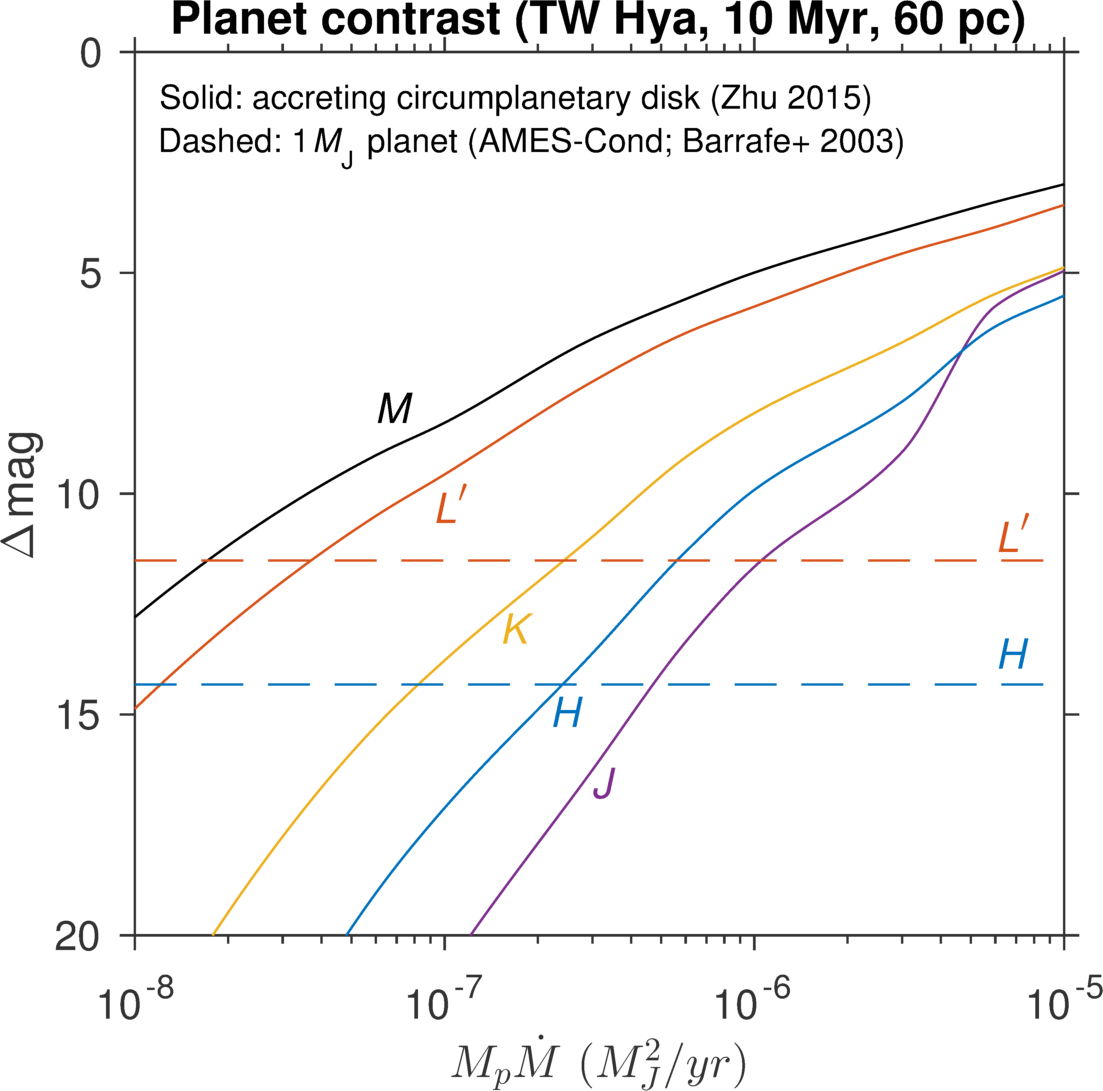 Planet contrast (TW Hya, 10 Myr, 60 pc)
Solid: accreting circumplanetary disk (Zhu 2015)
Dashed: 1 M_J planet (AMES-Cond; Barrafe+ 2003)
0
5
10
15
20
Δ mag
M
L′
L′
K
H
H
J
10^-8
10^-7
10^-6
10^-5
M_pṀ (M_J^2/yr)